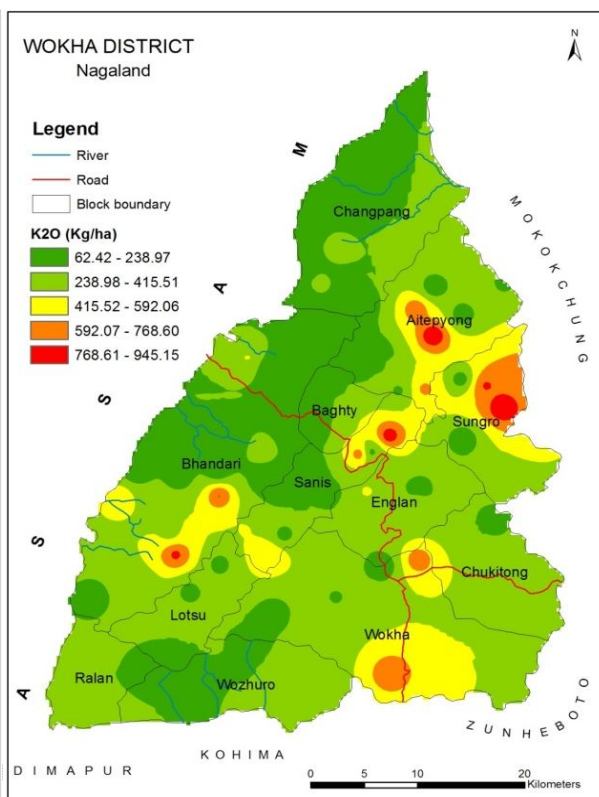 WOKHA DISTRICT
Nagaland
N
Legend
River
Road
Block boundary
K2O (Kg/ha)
62.42 - 238.97
238.98 - 415.51
415.52 - 592.06
592.07 - 768.60
768.61 - 945.15
A S S A M
MOKOKCHUNG
Changpang
Aitepyong
Baghty
Sungro
Bhandari
Sanis
Englan
Chukitong
Lotsu
Wokha
Ralan
Wozhuro
ZUNHEBOTO
KOHIMA
DIMAPUR
0 5 10 20
Kilometers